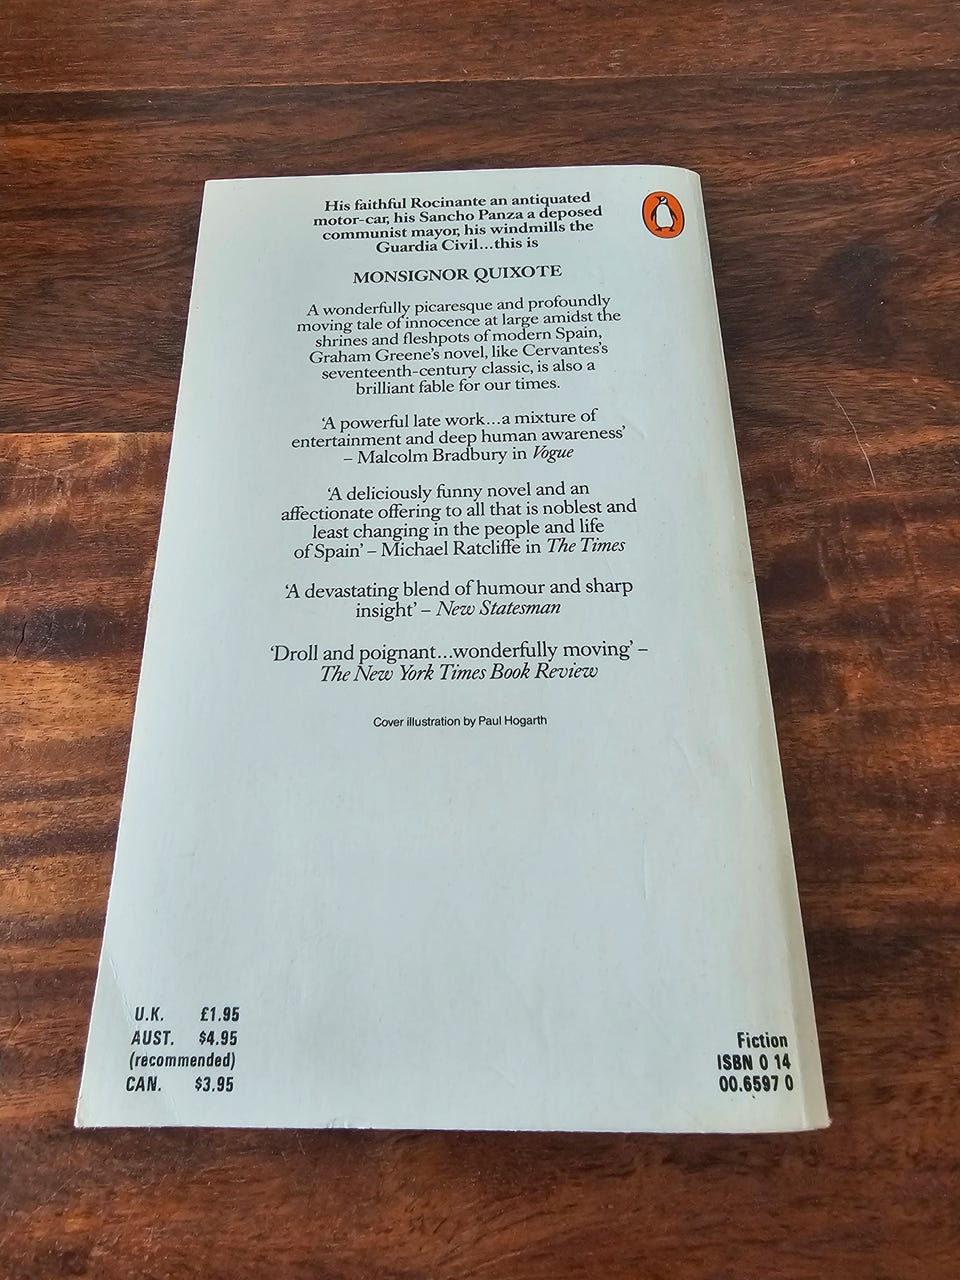 His faithful Rocinante an antiquated
motor-car, his Sancho Panza a deposed
communist mayor, his windmills the
Guardia Civil...this is
MONSIGNOR QUIXOTE
A wonderfully picaresque and profoundly
moving tale of innocence at large amidst the
shrines and fleshpots of modern Spain,
Graham Greene's novel, like Cervantes's
seventeenth-century classic, is also a
brilliant fable for our times.
'A powerful late work...a mixture of
entertainment and deep human awareness'
– Malcolm Bradbury in Vogue
'A deliciously funny novel and an
affectionate offering to all that is noblest and
least changing in the people and life
of Spain' – Michael Ratcliffe in The Times
'A devastating blend of humour and sharp
insight' – New Statesman
'Droll and poignant...wonderfully moving' –
The New York Times Book Review
Cover illustration by Paul Hogarth
U.K. £1.95
AUST. $4.95
(recommended)
CAN. $3.95
Fiction
ISBN 0 14
00.6597 0